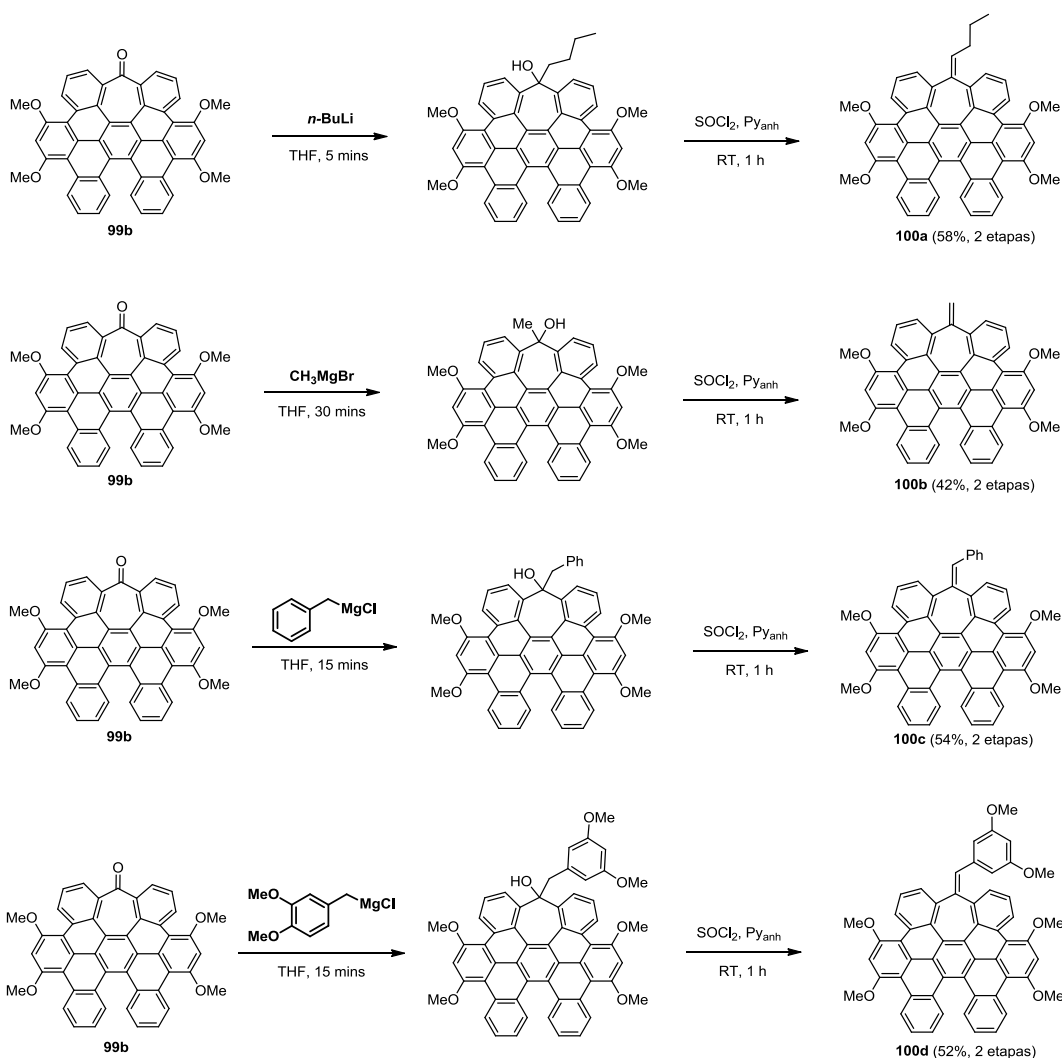 O
HO
MeO
OMe
n-BuLi
THF, 5 mins
MeO
OMe
SOCl2, Pyanh
RT, 1 h
MeO
OMe
MeO
OMe
MeO
OMe
MeO
OMe
99b
100a (58%, 2 etapas)
O
Me
OH
MeO
OMe
CH3MgBr
THF, 30 mins
MeO
OMe
SOCl2, Pyanh
RT, 1 h
MeO
OMe
MeO
OMe
MeO
OMe
MeO
OMe
99b
100b (42%, 2 etapas)
O
HO
Ph
Ph
MeO
OMe
MgCl
THF, 15 mins
MeO
OMe
SOCl2, Pyanh
RT, 1 h
MeO
OMe
MeO
OMe
MeO
OMe
MeO
OMe
99b
100c (54%, 2 etapas)
OMe
OMe
HO
OMe
OMe
O
MeO
MeO
MgCl
THF, 15 mins
MeO
OMe
MeO
OMe
SOCl2, Pyanh
RT, 1 h
MeO
OMe
MeO
OMe
MeO
OMe
MeO
OMe
99b
100d (52%, 2 etapas)